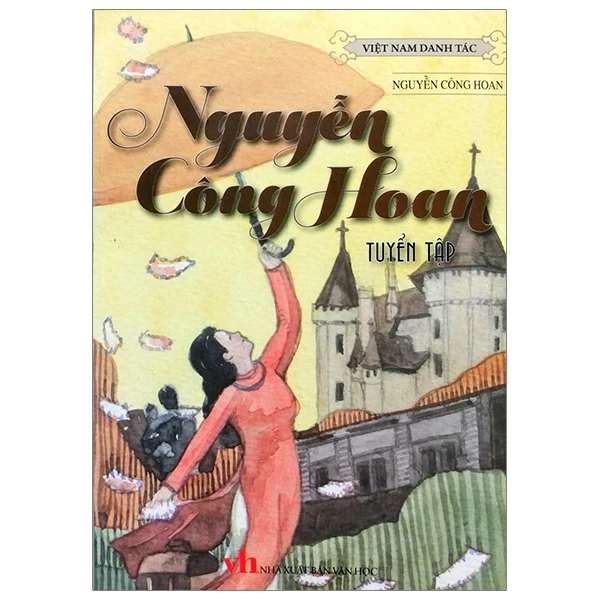 VIỆT NAM DANH TÁC
NGUYỄN CÔNG HOAN
Nguyễn
Công Hoan
TUYỂN TẬP
vh NHÀ XUẤT BẢN VĂN HỌC